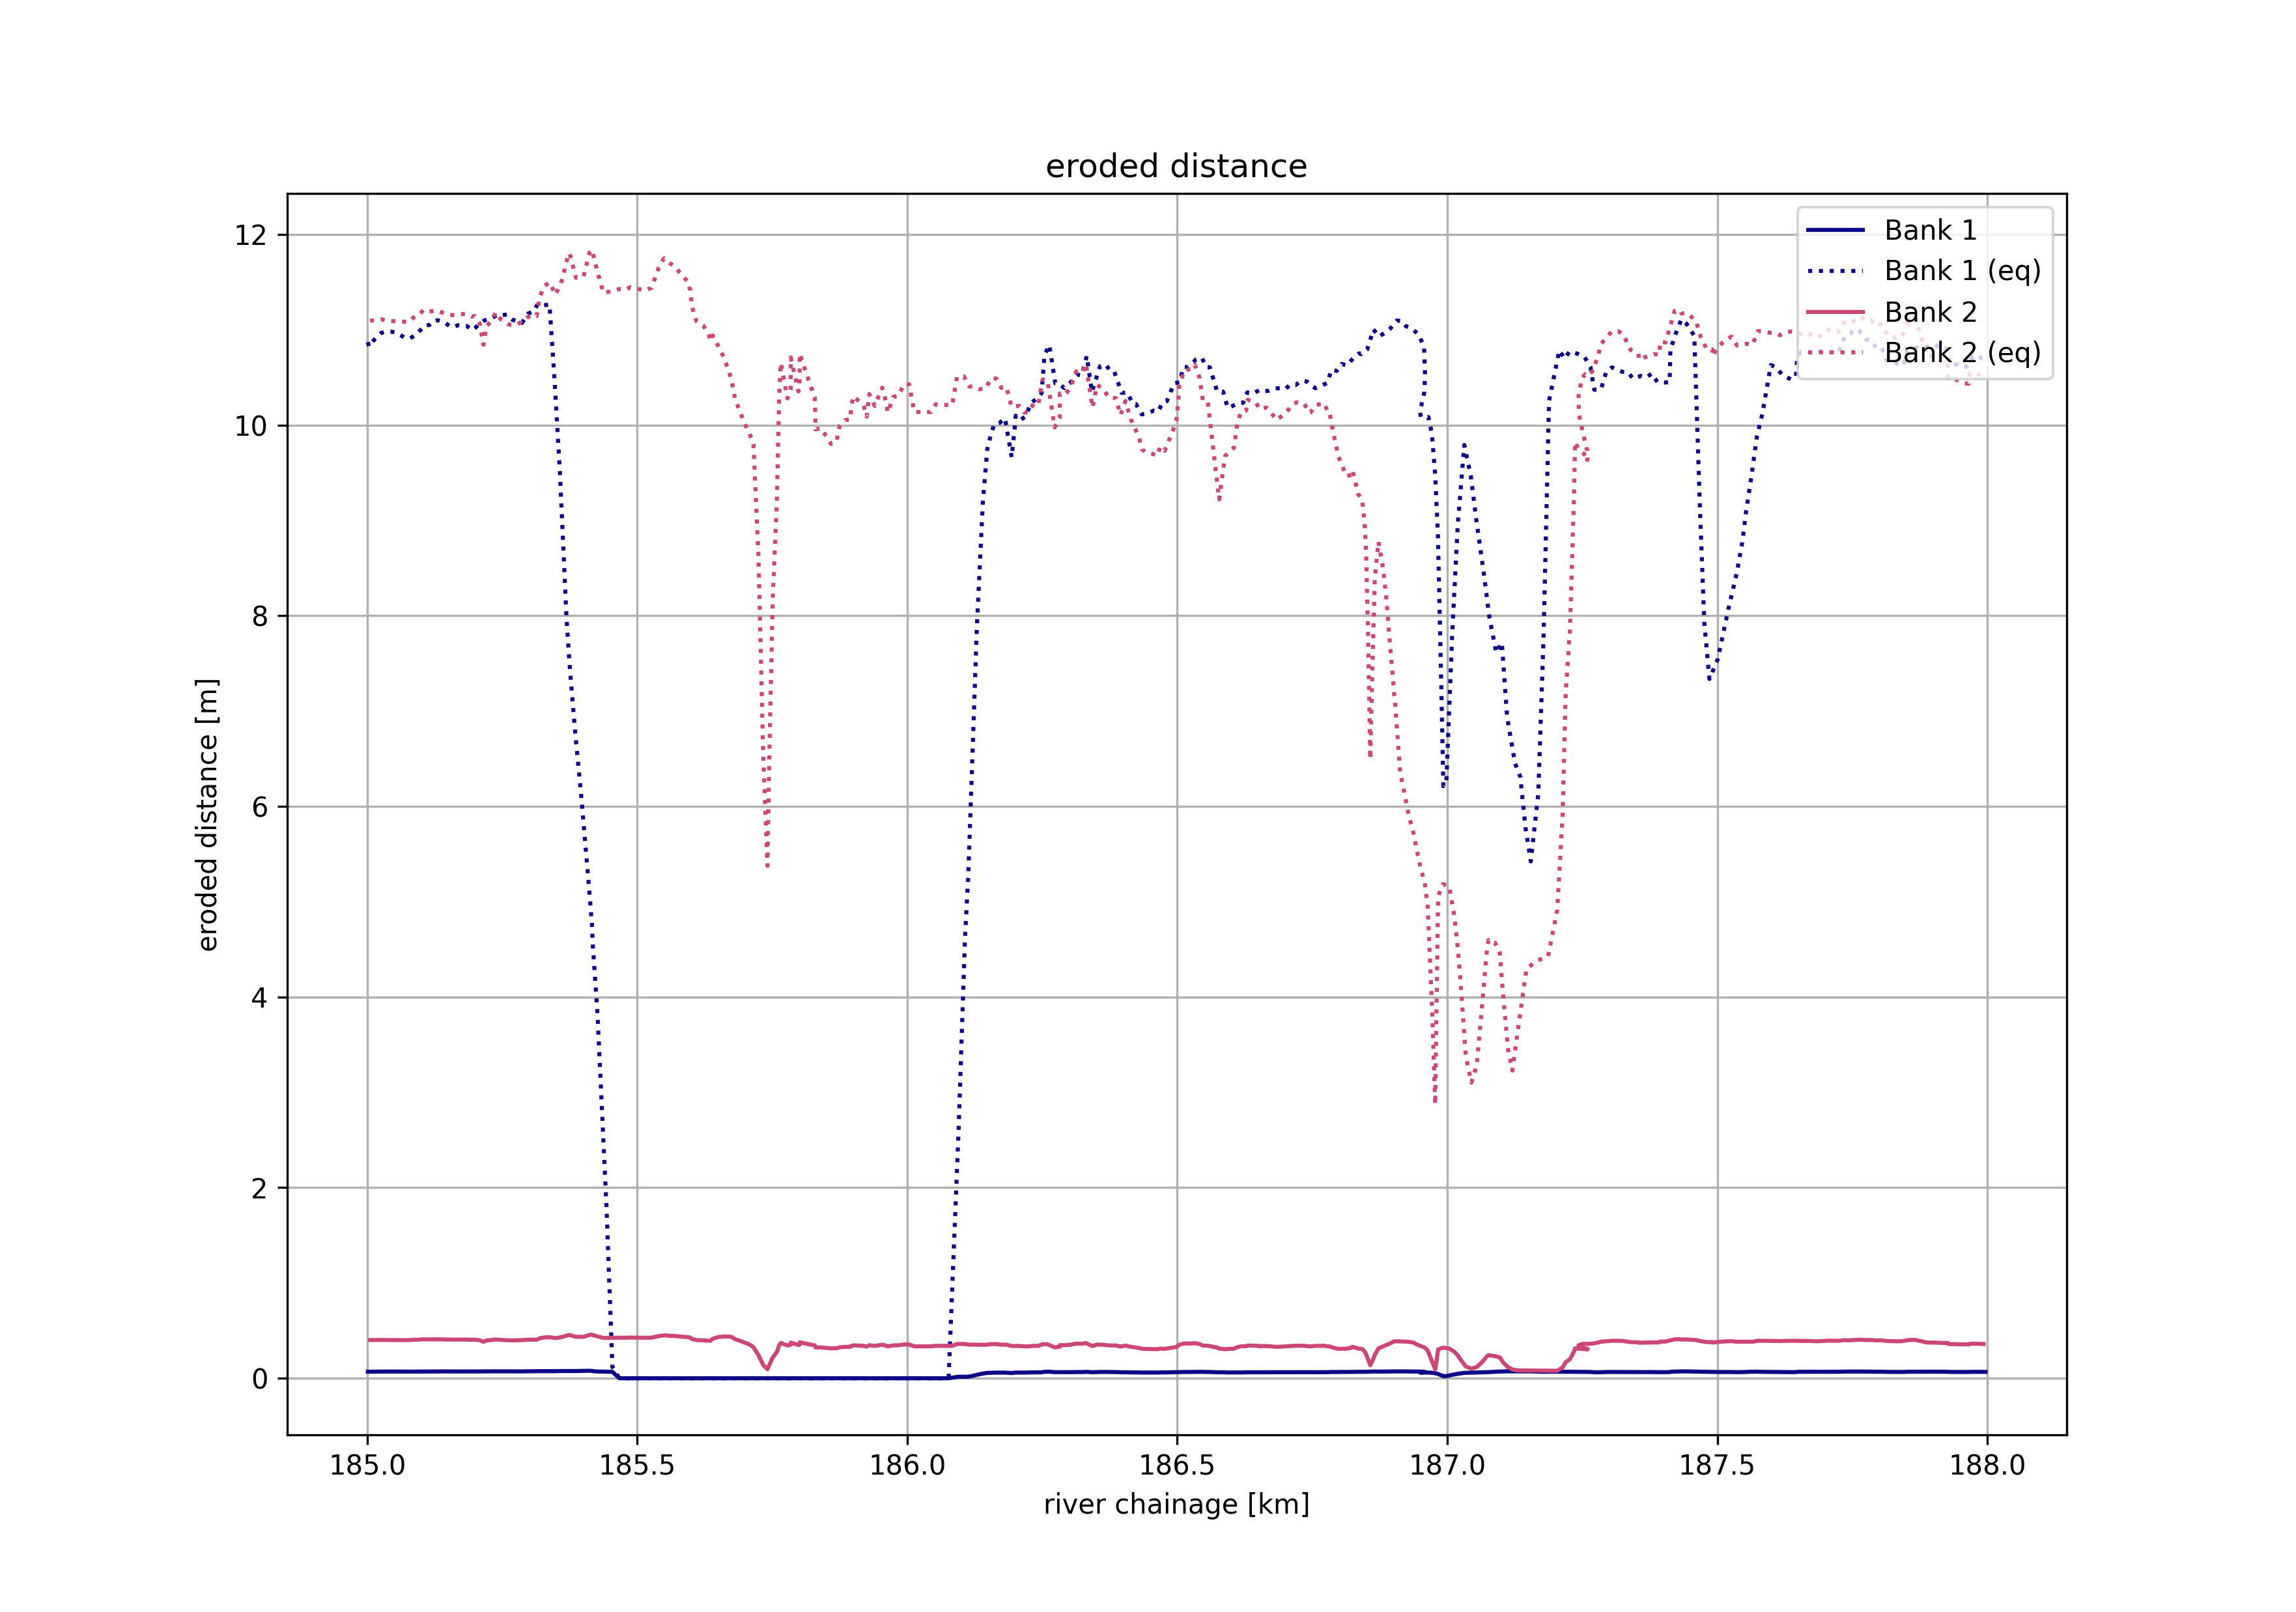 eroded distance
12
10
8
6
4
2
0
eroded distance [m]
Bank 1
Bank 1 (eq)
Bank 2
Bank 2 (eq)
185.0 185.5 186.0 186.5 187.0 187.5 188.0
river chainage [km]